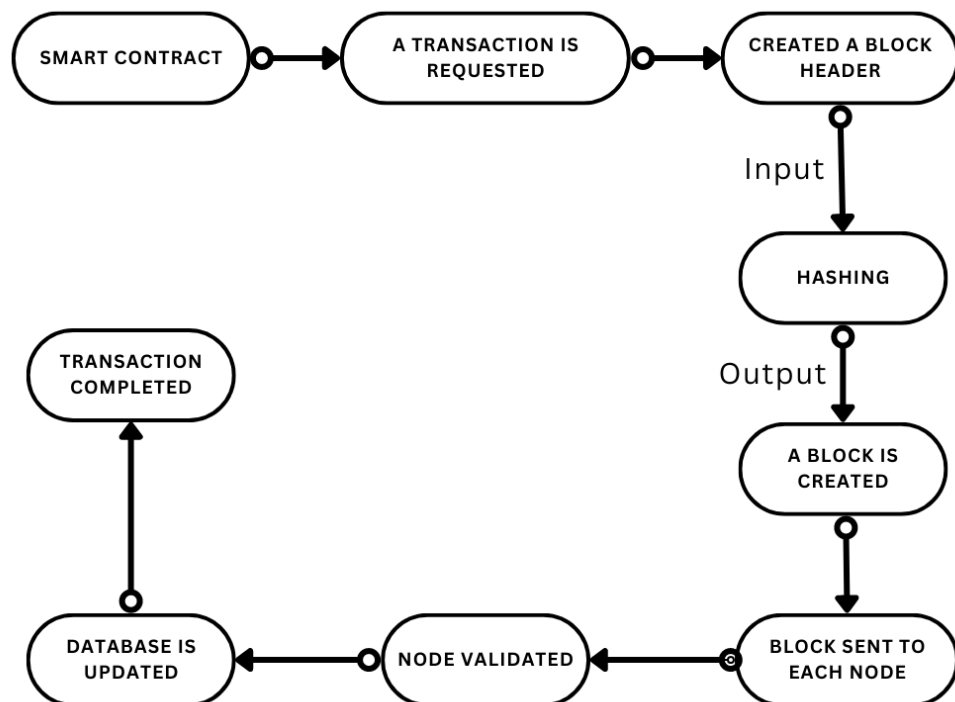 SMART CONTRACT
A TRANSACTION IS
REQUESTED
CREATED A BLOCK
HEADER
Input
HASHING
Output
A BLOCK IS
CREATED
BLOCK SENT TO
EACH NODE
NODE VALIDATED
DATABASE IS
UPDATED
TRANSACTION
COMPLETED